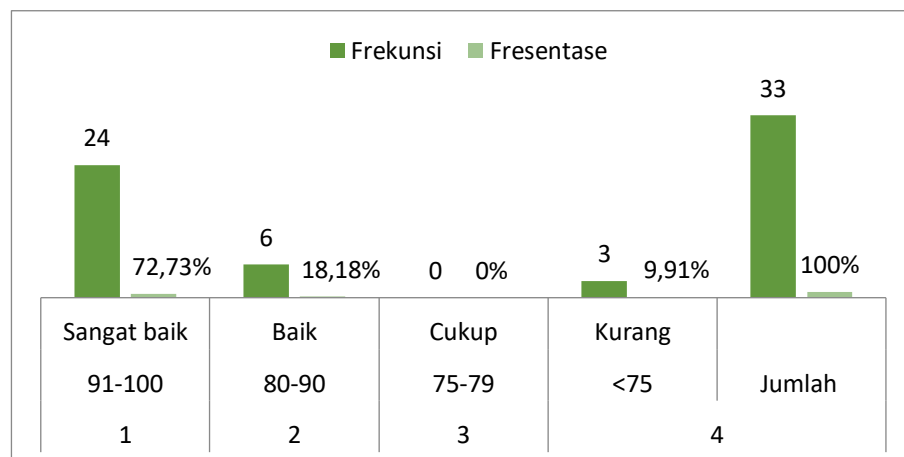 Frekunsi Fresentase
24
72,73%
6
18,18%
0
0%
3
9,91%
33
100%
Sangat baik Baik Cukup Kurang
91-100 80-90 75-79 <75 Jumlah
1 2 3 4